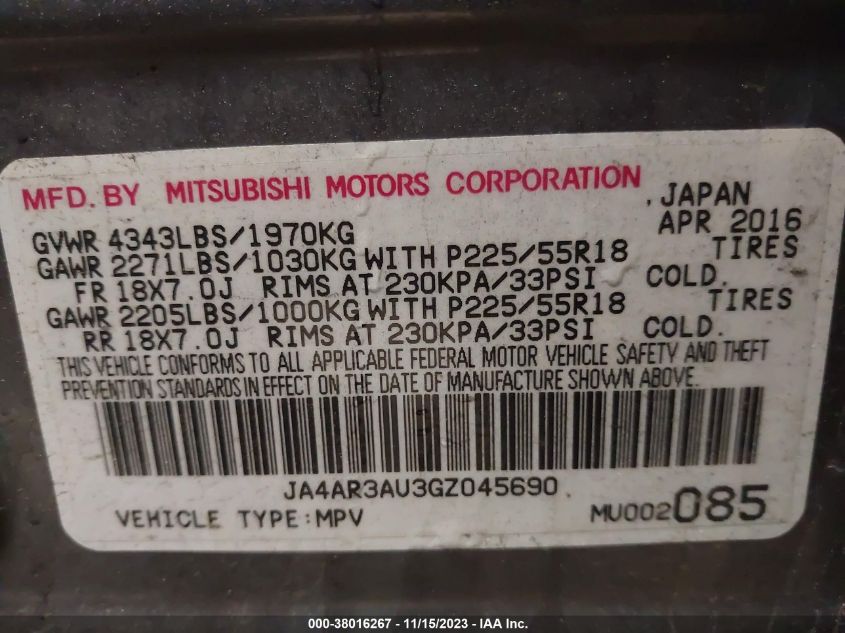 MFD. BY MITSUBISHI MOTORS CORPORATION, JAPAN
GVWR 4343LBS/1970KG APR 2016
GAWR 2271LBS/1030KG WITH P225/55R18 TIRES
FR 18X7.0J RIMS AT 230KPA/33PSI COLD.
GAWR 2205LBS/1000KG WITH P225/55R18 TIRES
RR 18X7.0J RIMS AT 230KPA/33PSI COLD.
THIS VEHICLE CONFORMS TO ALL APPLICABLE FEDERAL MOTOR VEHICLE SAFETY AND THEFT
PREVENTION STANDARDS IN EFFECT ON THE DATE OF MANUFACTURE SHOWN ABOVE.
JA4AR3AU3GZ045690
VEHICLE TYPE:MPV MU002085
000-38016267 - 11/15/2023 - IAA Inc.